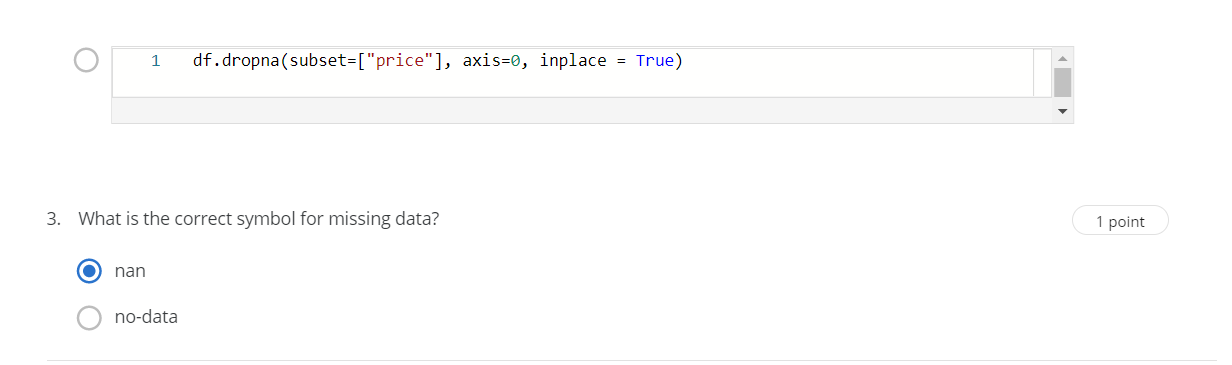 1 df.dropna(subset=["price"], axis=0, inplace = True)
3. What is the correct symbol for missing data?
1 point
nan
no-data